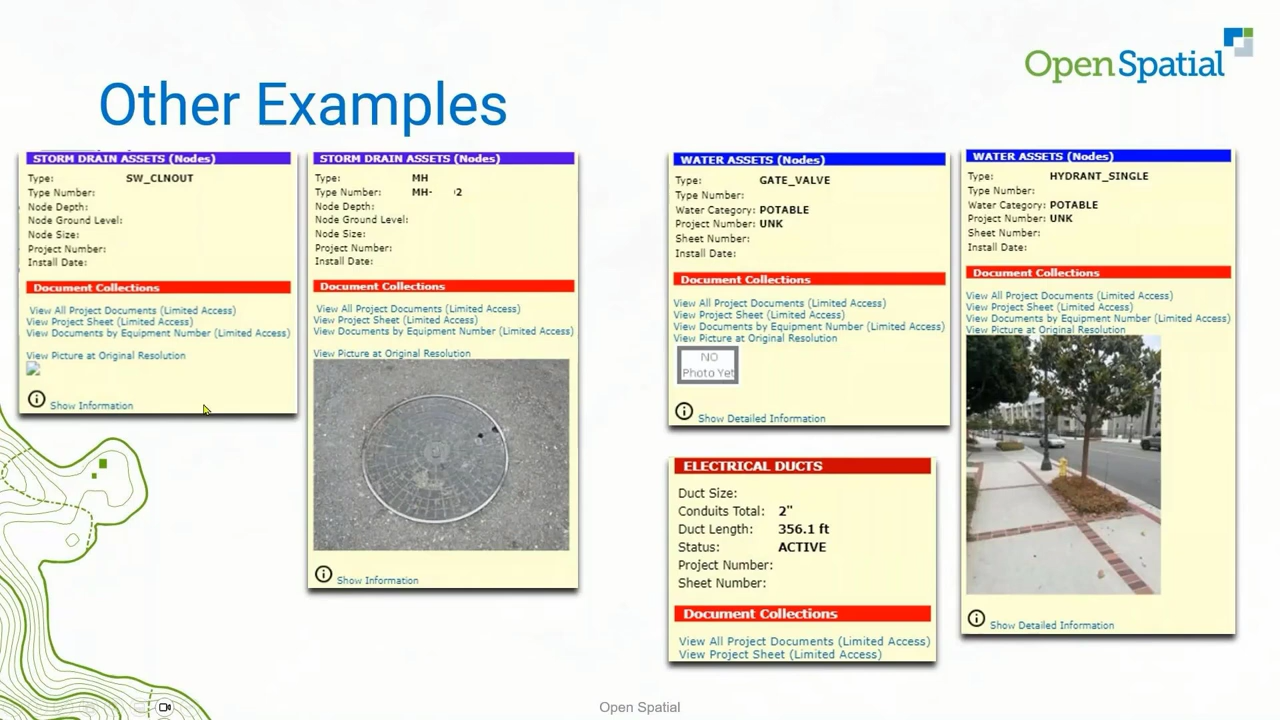 Open Spatial
Other Examples
STORM DRAIN ASSETS (Nodes)
Type: SW_CLNOUT
Type Number:
Node Depth:
Node Ground Level:
Node Size:
Project Number:
Install Date:
Document Collections
View All Project Documents (Limited Access)
View Project Sheet (Limited Access)
View Documents by Equipment Number (Limited Access)
View Picture at Original Resolution
Show Information
STORM DRAIN ASSETS (Nodes)
Type: MH
Type Number: MH- 2
Node Depth:
Node Ground Level:
Node Size:
Project Number:
Install Date:
Document Collections
View All Project Documents (Limited Access)
View Project Sheet (Limited Access)
View Documents by Equipment Number (Limited Access)
View Picture at Original Resolution
Show Information
WATER ASSETS (Nodes)
Type: GATE_VALVE
Type Number:
Water Category: POTABLE
Project Number: UNK
Sheet Number:
Install Date:
Document Collections
View All Project Documents (Limited Access)
View Project Sheet (Limited Access)
View Documents by Equipment Number (Limited Access)
View Picture at Original Resolution
NO
Photo Yet
Show Detailed Information
ELECTRICAL DUCTS
Duct Size:
Conduits Total: 2"
Duct Length: 356.1 ft
Status: ACTIVE
Project Number:
Sheet Number:
Document Collections
View All Project Documents (Limited Access)
View Project Sheet (Limited Access)
WATER ASSETS (Nodes)
Type: HYDRANT_SINGLE
Type Number:
Water Category: POTABLE
Project Number: UNK
Sheet Number:
Install Date:
Document Collections
View All Project Documents (Limited Access)
View Project Sheet (Limited Access)
View Documents by Equipment Number (Limited Access)
View Picture at Original Resolution
Show Detailed Information
Open Spatial